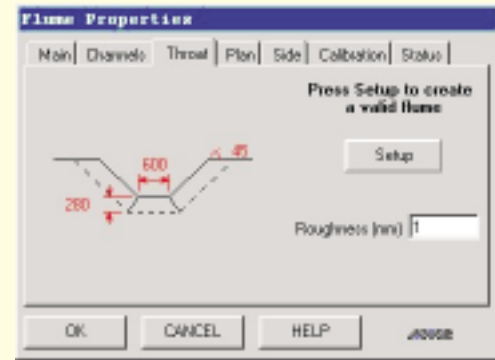 Flume Properties
Main Channels Throat Plan Side Calibration Status
Press Setup to create
a valid flume
45
600
Setup
280
Roughness (mm) 1
OK CANCEL HELP